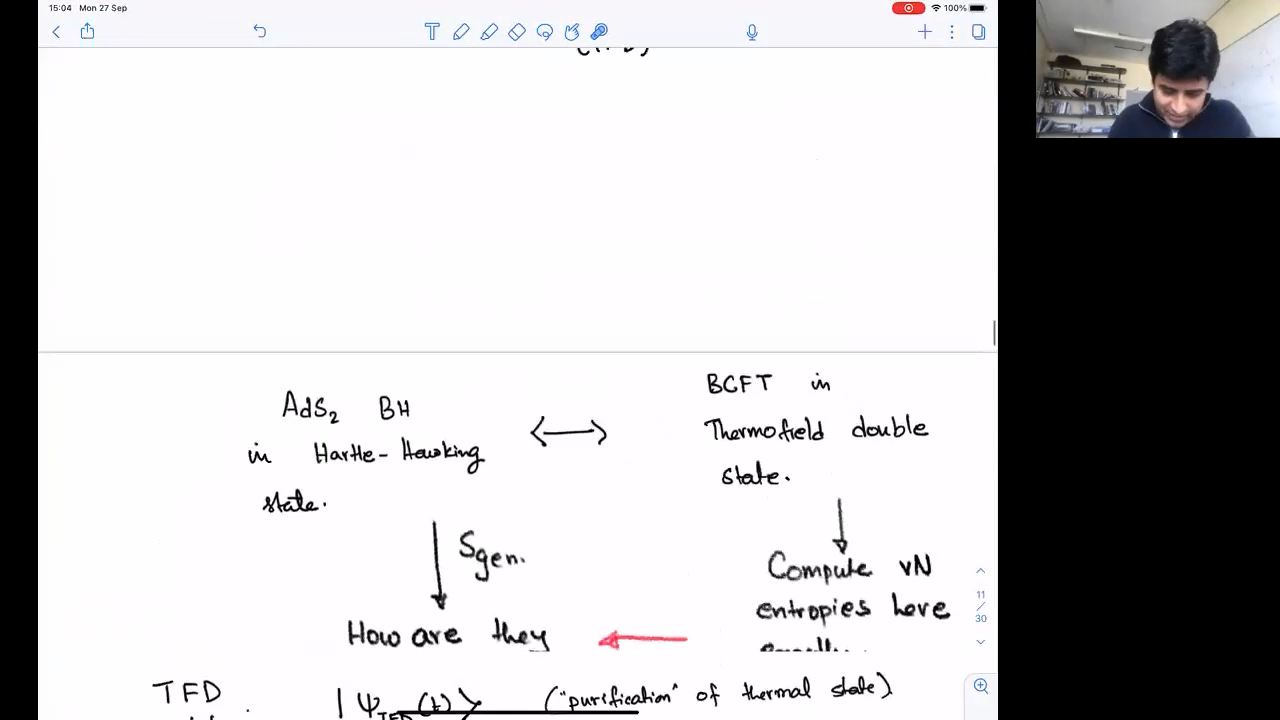 15:04 Mon 27 Sep
100%
AdS2 BH
in Hartle-Hawking
state.
BCFT in
Thermofield double
state.
Sgen.
Compute vN
entropies here
How are they
11
/
30
TFD
|ΨTFD(t)⟩ ("purification" of thermal state).